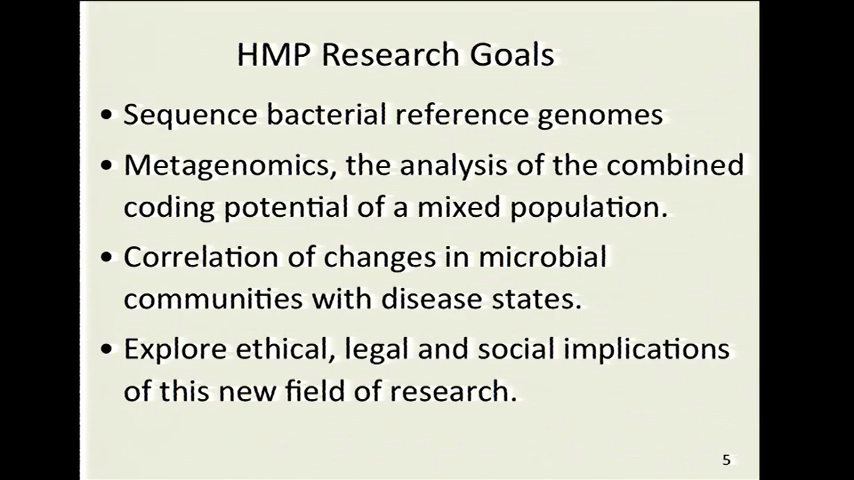 HMP Research Goals
• Sequence bacterial reference genomes
• Metagenomics, the analysis of the combined
coding potential of a mixed population.
• Correlation of changes in microbial
communities with disease states.
• Explore ethical, legal and social implications
of this new field of research.
5